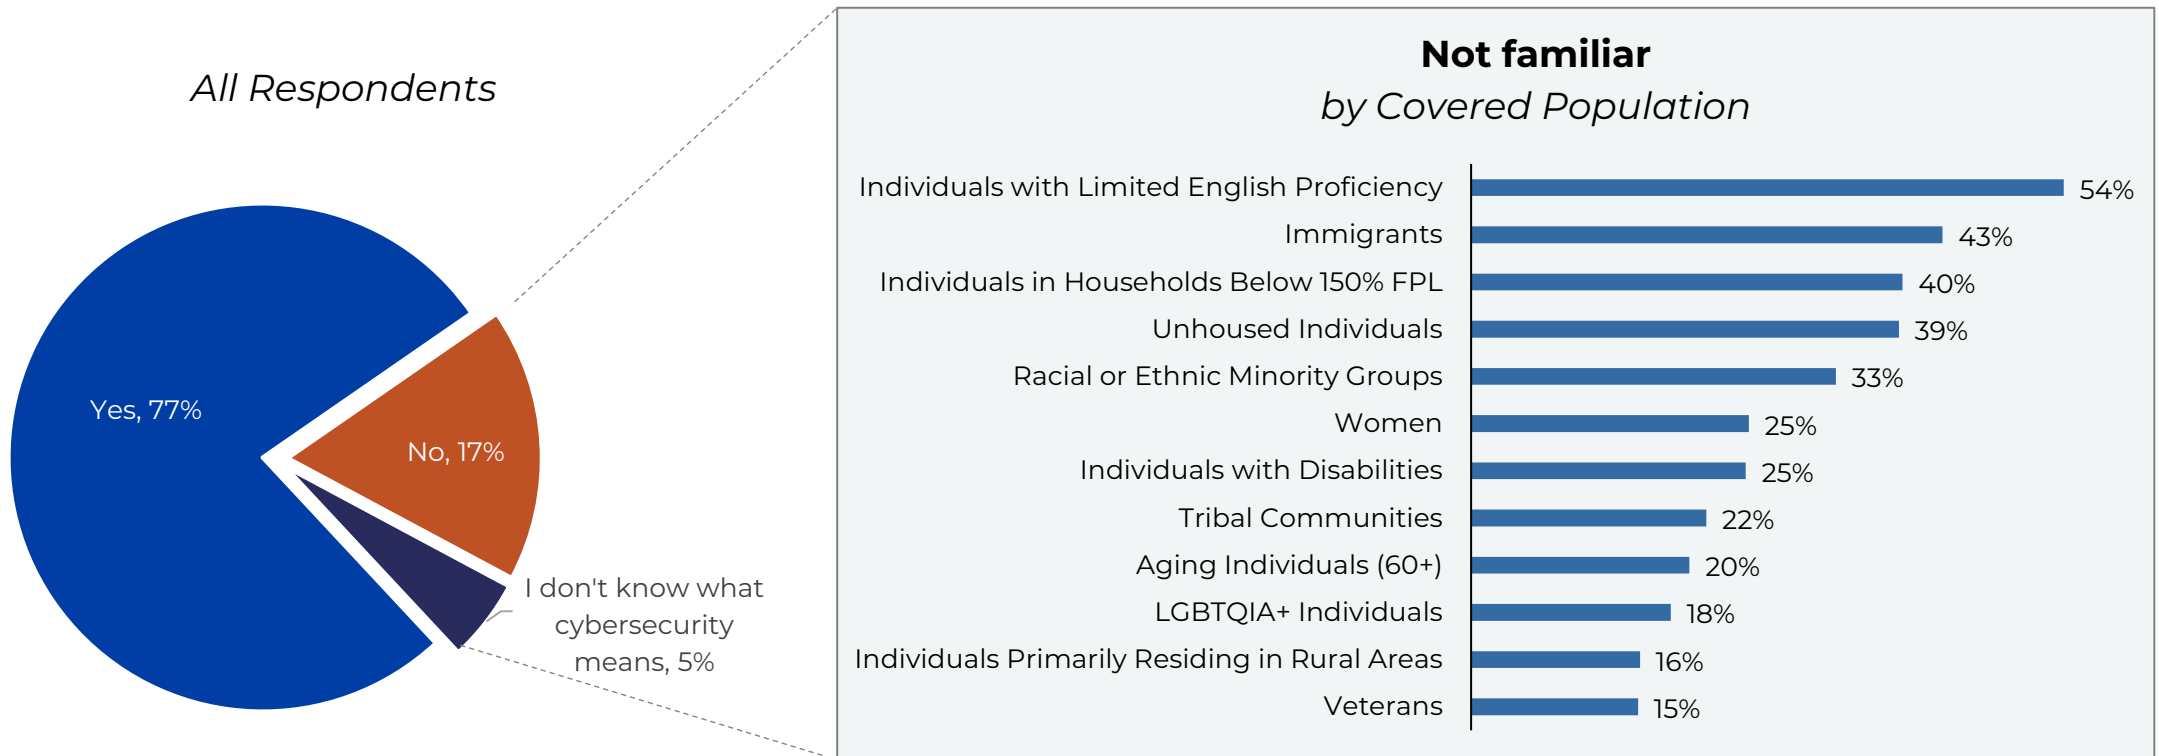 All Respondents
Yes, 77%
No, 17%
I don't know what
cybersecurity
means, 5%
Not familiar
by Covered Population
Individuals with Limited English Proficiency 54%
Immigrants 43%
Individuals in Households Below 150% FPL 40%
Unhoused Individuals 39%
Racial or Ethnic Minority Groups 33%
Women 25%
Individuals with Disabilities 25%
Tribal Communities 22%
Aging Individuals (60+) 20%
LGBTQIA+ Individuals 18%
Individuals Primarily Residing in Rural Areas 16%
Veterans 15%